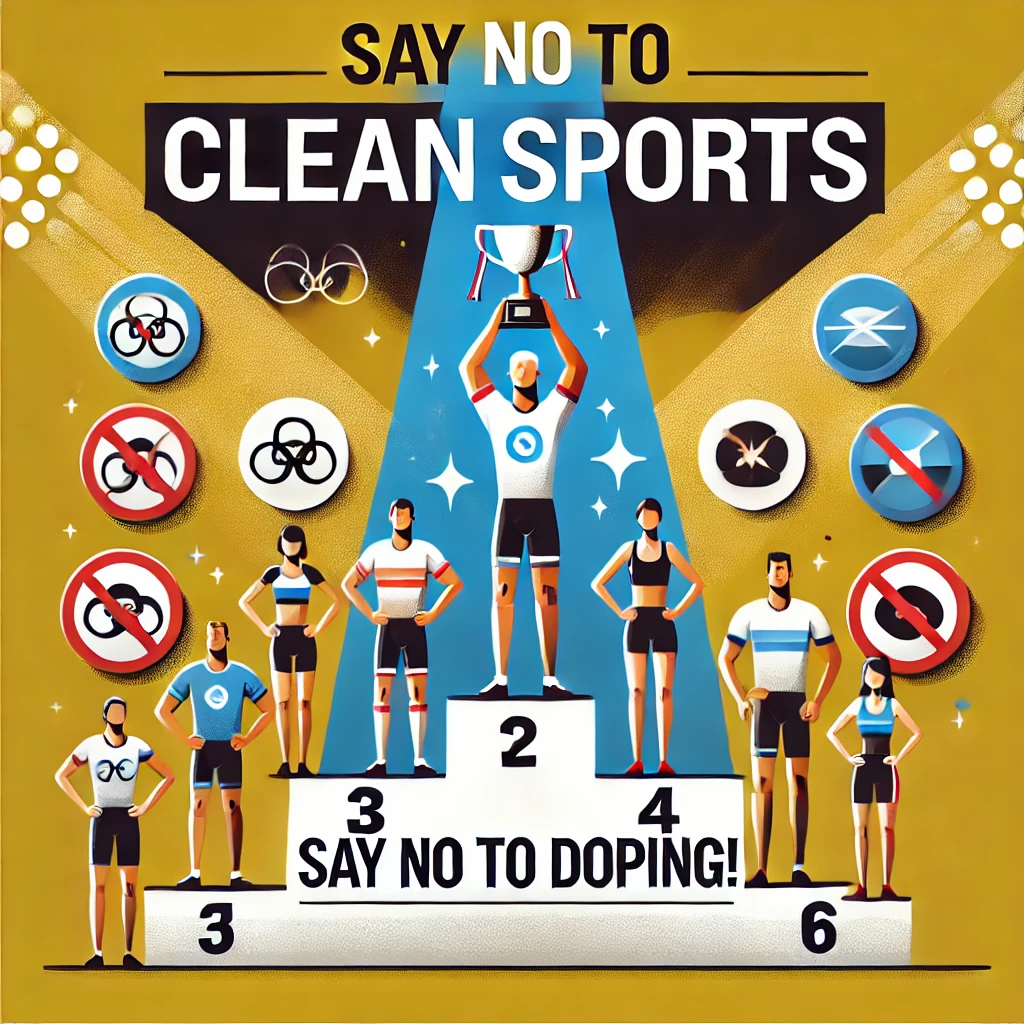 SAY NO TO
CLEAN SPORTS
2
3 4
SAY NO TO DOPING!
3 6